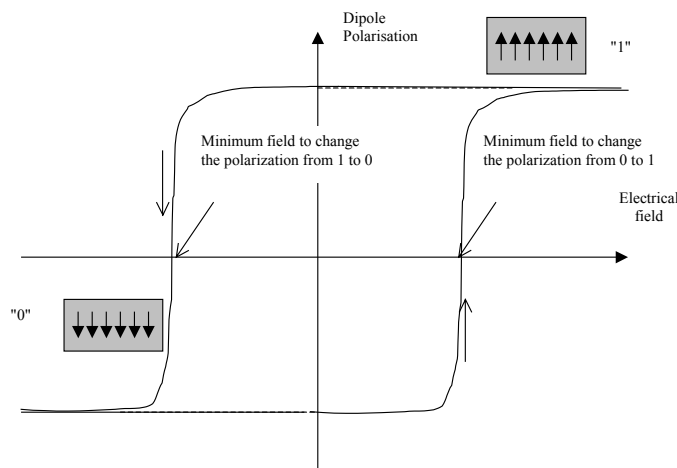 Dipole
Polarisation
"1"
Minimum field to change
the polarization from 1 to 0
Minimum field to change
the polarization from 0 to 1
Electrical
field
"0"